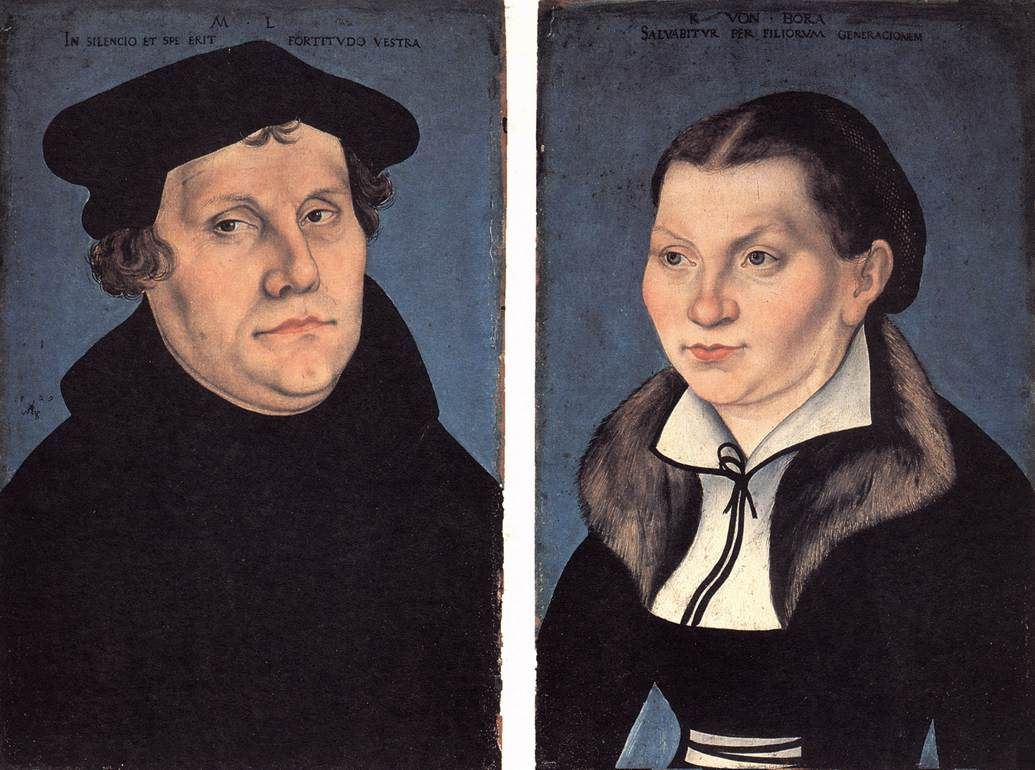 M · L
IN SILENCIO ET SPE ERIT FORTITVDO VESTRA
K VON · BORA
SALVABITVR PER FILIORVM GENERACIONEM